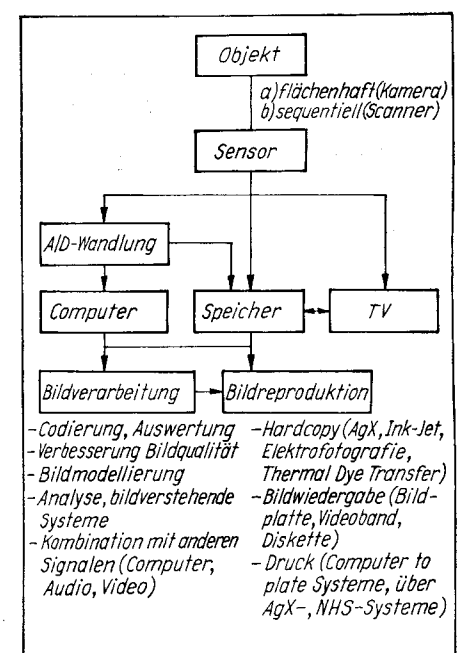 Objekt
a)flächenhaft(Kamera)
b)sequentiell(Scanner)
Sensor
A/D-Wandlung
Computer
Speicher
TV
Bildverarbeitung
Bildreproduktion
-Codierung, Auswertung
-Verbesserung Bildqualität
-Bildmodellierung
-Analyse, bildverstehende
Systeme
-Kombination mit anderen
Signalen (Computer,
Audio, Video)
-Hardcopy (AgX, Ink-Jet,
Elektrofotografie,
Thermal Dye Transfer)
-Bildwiedergabe (Bild-
platte, Videoband,
Diskette)
- Druck (Computer to
plate Systeme, über
AgX-, NHS-Systeme)